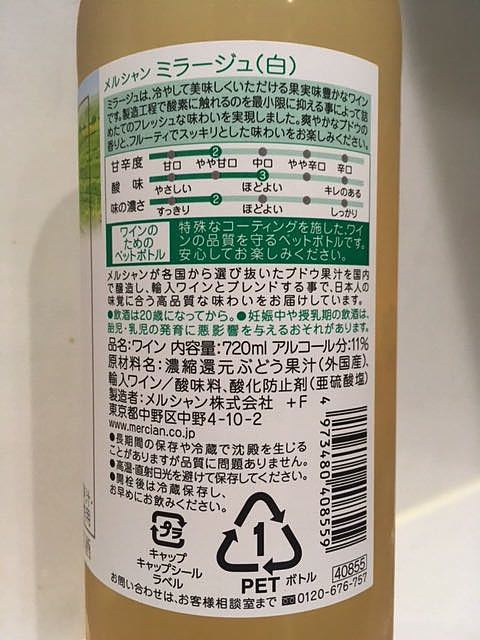 メルシャン ミラージュ(白)
ミラージュは、冷やして美味しくいただける果実味豊かなワイン
です。製造工程で酸素に触れるのを最小限に抑える事によって詰
めたてのフレッシュな味わいを実現しました。爽やかなブドウの
香りと、フルーティでスッキリとした味わいをお楽しみください。
甘辛度 2
甘口 やや甘口 中口 やや辛口 辛口
酸味 3
やさしい ほどよい キレのある
味の濃さ 2
すっきり ほどよい しっかり
ワインの
ための
ペットボトル
特殊なコーティングを施した、ワイ
ンの品質を守るペットボトルです。
安心してお楽しみください。
メルシャンが各国から選び抜いたブドウ果汁を国内
で醸造し、輸入ワインとブレンドする事で、日本人の
味覚に合う高品質な味わいをお届けしています。
●飲酒は20歳になってから。●妊娠中や授乳期の飲酒は、
胎児・乳児の発育に悪影響を与えるおそれがあります。
品名:ワイン 内容量:720ml アルコール分:11%
原材料名:濃縮還元ぶどう果汁(外国産)、
輸入ワイン/酸味料、酸化防止剤(亜硫酸塩)
製造者:メルシャン株式会社 +F
東京都中野区中野4-10-2
www.mercian.co.jp
●長期間の保存や冷蔵で沈殿を生じる
ことがありますが品質に問題ありません。
●高温・直射日光を避けて保存してください。
●開栓後は冷蔵保存し、
お早めにお飲みください。
4973480408559
プラ
キャップ
キャップシール
ラベル
1
PET ボトル
40855
お問い合わせは、お客様相談室まで 0120-676-757